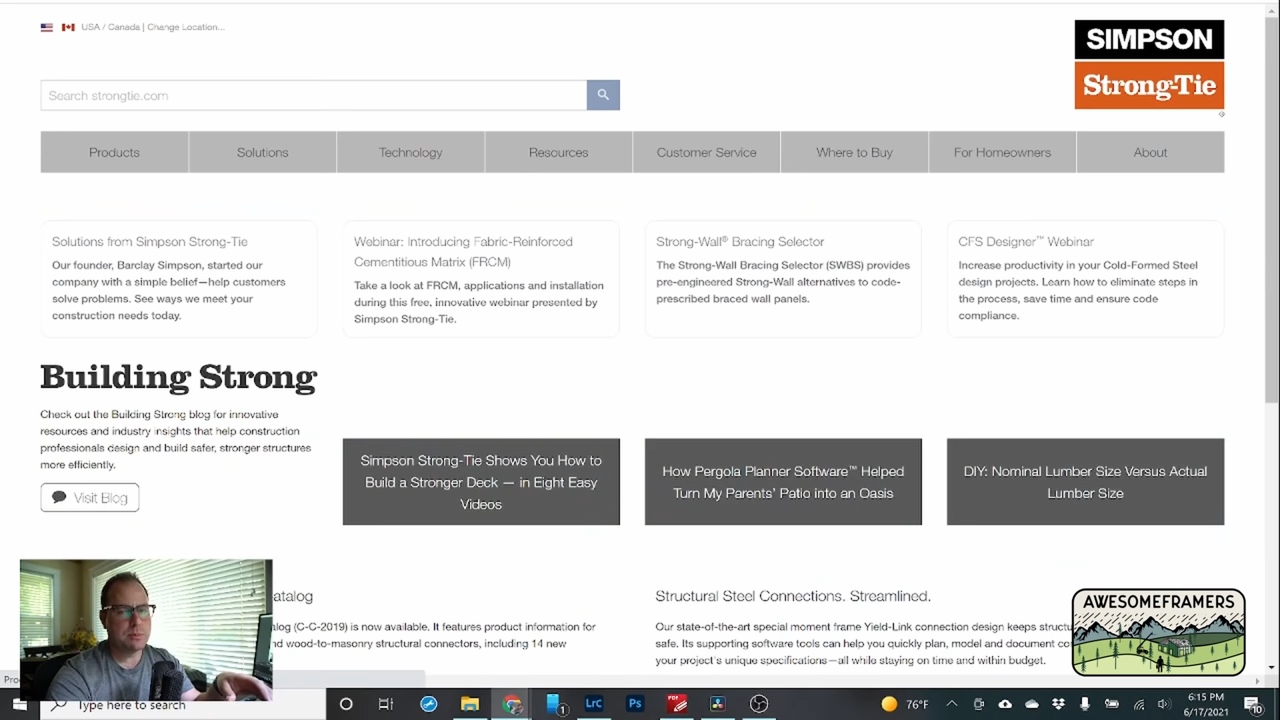 USA / Canada | Change Location...
SIMPSON
Strong-Tie
®
Search strongtie.com
Products
Solutions
Technology
Resources
Customer Service
Where to Buy
For Homeowners
About
Solutions from Simpson Strong-Tie
Our founder, Barclay Simpson, started our
company with a simple belief—help customers
solve problems. See ways we meet your
construction needs today.
Webinar: Introducing Fabric-Reinforced
Cementitious Matrix (FRCM)
Take a look at FRCM, applications and installation
during this free, innovative webinar presented by
Simpson Strong-Tie.
Strong-Wall® Bracing Selector
The Strong-Wall Bracing Selector (SWBS) provides
pre-engineered Strong-Wall alternatives to code-
prescribed braced wall panels.
CFS Designer™ Webinar
Increase productivity in your Cold-Formed Steel
design projects. Learn how to eliminate steps in
the process, save time and ensure code
compliance.
Building Strong
Check out the Building Strong blog for innovative
resources and industry insights that help construction
professionals design and build safer, stronger structures
more efficiently.
Visit Blog
Simpson Strong-Tie Shows You How to
Build a Stronger Deck — in Eight Easy
Videos
How Pergola Planner Software™ Helped
Turn My Parents' Patio into an Oasis
DIY: Nominal Lumber Size Versus Actual
Lumber Size
atalog
alog (C-C-2019) is now available. It features product information for
nd wood-to-masonry structural connectors, including 14 new
Structural Steel Connections. Streamlined.
Our state-of-the-art special moment frame Yield-Link connection design keeps structu
safe. Its supporting software tools can help you quickly plan, model and document co
your project's unique specifications—all while staying on time and within budget.
AWESOMEFRAMERS
Pro
Type here to search
1
Lrc
Ps
PDF
76°F
6:15 PM
6/17/2021
10